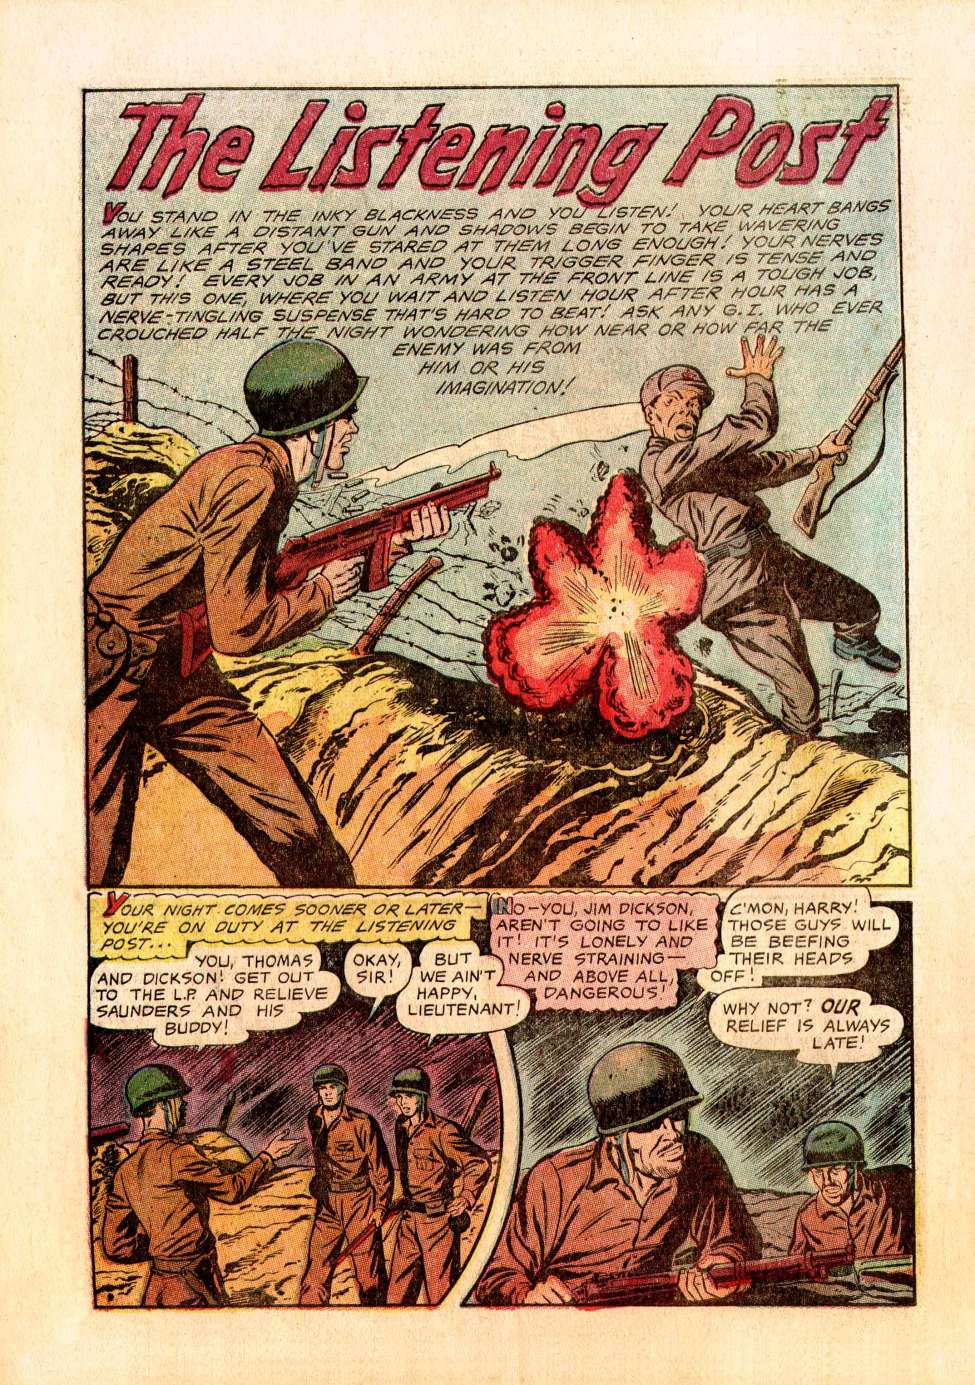 The Listening Post
YOU STAND IN THE INKY BLACKNESS AND YOU LISTEN! YOUR HEART BANGS
AWAY LIKE A DISTANT GUN AND SHADOWS BEGIN TO TAKE WAVERING
SHAPES AFTER YOU'VE STARED AT THEM LONG ENOUGH! YOUR NERVES
ARE LIKE A STEEL BAND AND YOUR TRIGGER FINGER IS TENSE AND
READY! EVERY JOB IN AN ARMY AT THE FRONT LINE IS A TOUGH JOB,
BUT THIS ONE, WHERE YOU WAIT AND LISTEN HOUR AFTER HOUR HAS A
NERVE-TINGLING SUSPENSE THAT'S HARD TO BEAT! ASK ANY G.I. WHO EVER
CROUCHED HALF THE NIGHT WONDERING HOW NEAR OR HOW FAR THE
ENEMY WAS FROM
HIM OR HIS
IMAGINATION!
YOUR NIGHT COMES SOONER OR LATER—
YOU'RE ON DUTY AT THE LISTENING
POST...
YOU, THOMAS
AND DICKSON! GET OUT
TO THE L.P. AND RELIEVE
SAUNDERS AND HIS
BUDDY!
OKAY,
SIR!
BUT
WE AIN'T
HAPPY,
LIEUTENANT!
NO—YOU, JIM DICKSON,
AREN'T GOING TO LIKE
IT! IT'S LONELY AND
NERVE STRAINING—
AND ABOVE ALL,
DANGEROUS!
C'MON, HARRY!
THOSE GUYS WILL
BE BEEFING
THEIR HEADS
OFF!
WHY NOT? OUR
RELIEF IS ALWAYS
LATE!